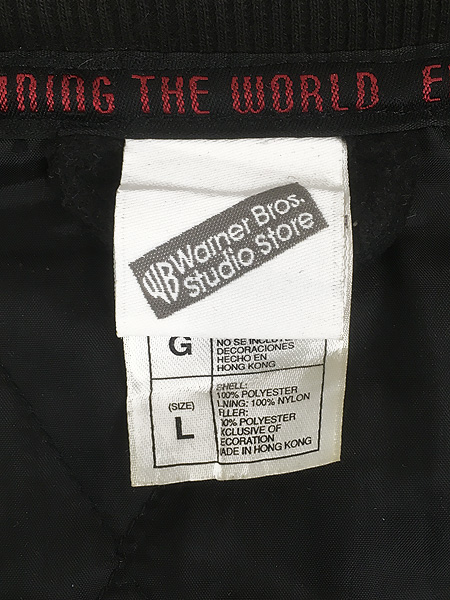 THE WORLD
WB Warner Bros.
Studio Store
G
NO SE INCLUYE
DECORACIONES
HECHO EN
HONG KONG
(SIZE)
L
SHELL:
100% POLYESTER
LINING: 100% NYLON
FILLER:
100% POLYESTER
EXCLUSIVE OF
DECORATION
MADE IN HONG KONG